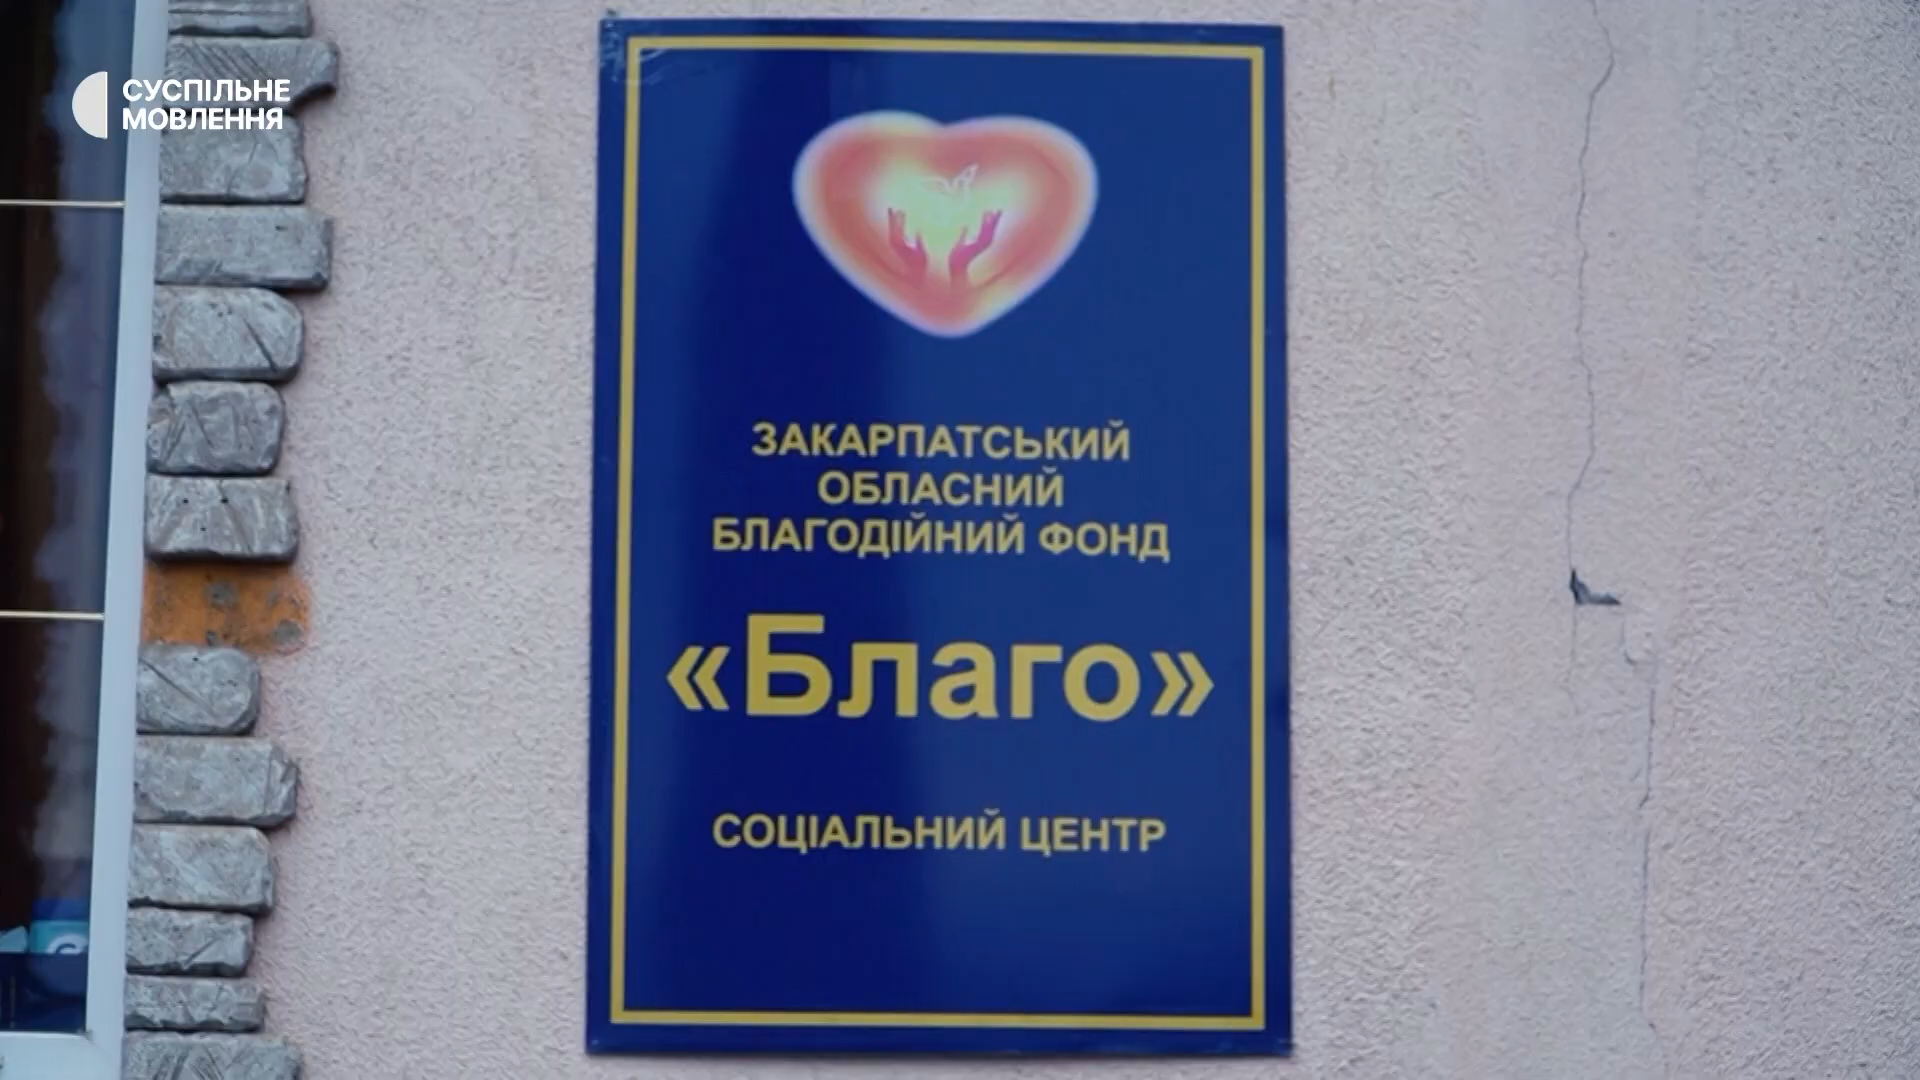 СУСПІЛЬНЕ
МОВЛЕННЯ
ЗАКАРПАТСЬКИЙ
ОБЛАСНИЙ
БЛАГОДІЙНИЙ ФОНД
«Благо»
СОЦІАЛЬНИЙ ЦЕНТР